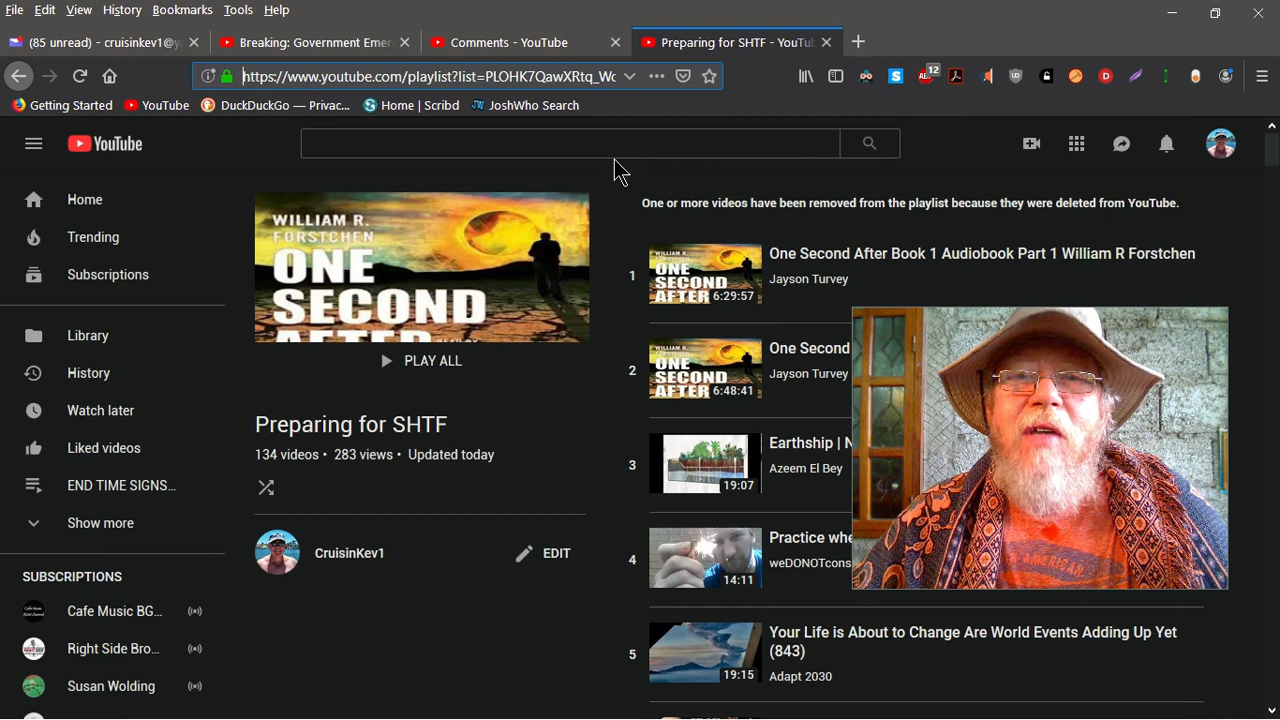 File Edit View History Bookmarks Tools Help
(85 unread) - cruisinkev1@y
Breaking: Government Emer
Comments - YouTube
Preparing for SHTF - YouTu
https://www.youtube.com/playlist?list=PLOHK7QawXRtq_Wc
12
Getting Started YouTube DuckDuckGo — Privac... Home | Scribd JoshWho Search
YouTube
Home
Trending
Subscriptions
Library
History
Watch later
Liked videos
END TIME SIGNS...
Show more
SUBSCRIPTIONS
Cafe Music BG...
Right Side Bro...
Susan Wolding
WILLIAM R.
FORSTCHEN
ONE
SECOND
AFTER
PLAY ALL
Preparing for SHTF
134 videos • 283 views • Updated today
CruisinKev1
EDIT
One or more videos have been removed from the playlist because they were deleted from YouTube.
1
ONE
SECOND
AFTER
6:29:57
One Second After Book 1 Audiobook Part 1 William R Forstchen
Jayson Turvey
2
ONE
SECOND
AFTER
6:48:41
One Second
Jayson Turvey
3
19:07
Earthship | N
Azeem El Bey
4
14:11
Practice whe
weDONOTcons
5
19:15
Your Life is About to Change Are World Events Adding Up Yet
(843)
Adapt 2030
AMERICAN